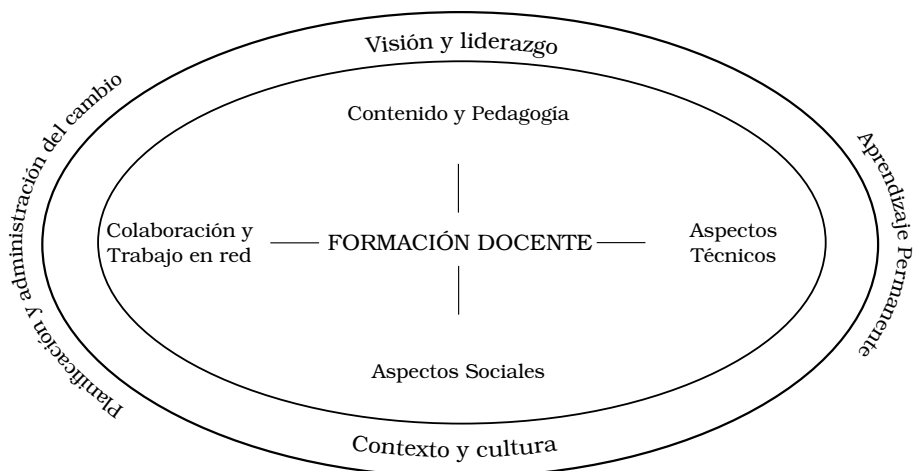 Visión y liderazgo
Contenido y Pedagogía
Planificación y administración del cambio
Colaboración y
Trabajo en red
FORMACIÓN DOCENTE
Aspectos
Técnicos
Aprendizaje Permanente
Aspectos Sociales
Contexto y cultura